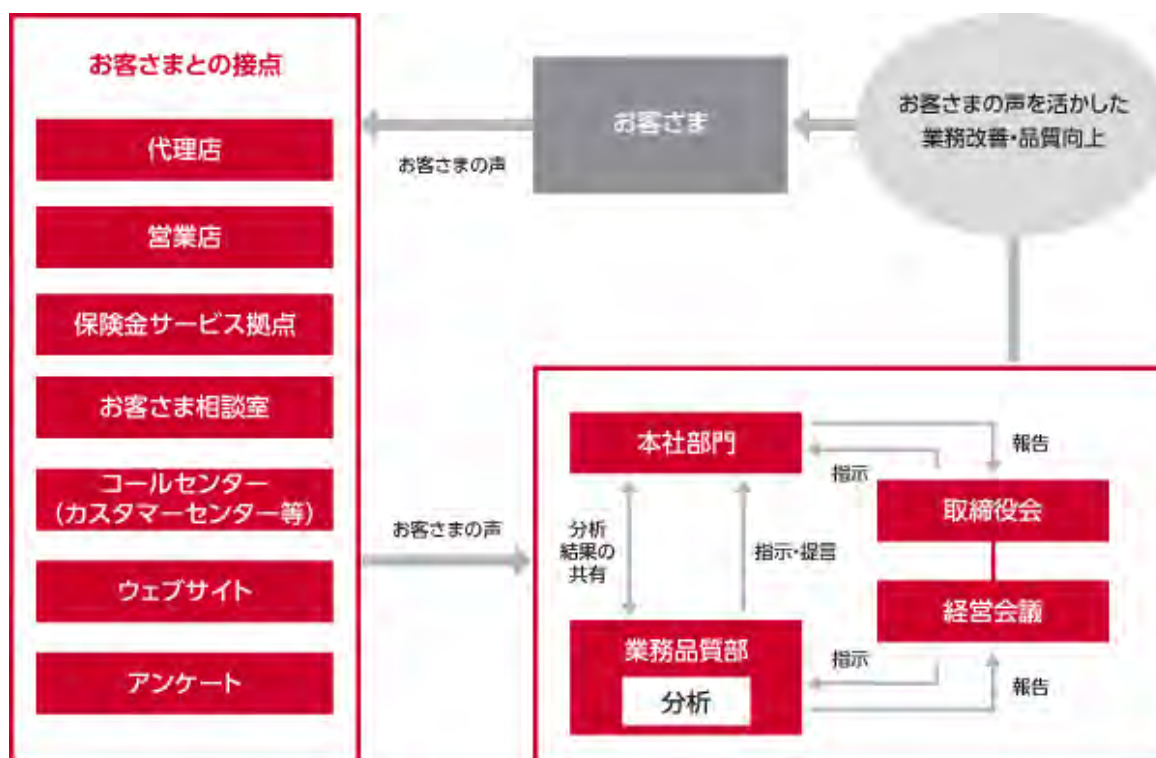 お客さまとの接点
代理店
営業店
保険金サービス拠点
お客さま相談室
コールセンター
(カスタマーセンター等)
ウェブサイト
アンケート
お客さまの声
お客さま
お客さまの声を活かした
業務改善・品質向上
お客さまの声
本社部門
報告
指示
取締役会
分析
結果の
共有
指示・提言
経営会議
業務品質部
分析
指示
報告